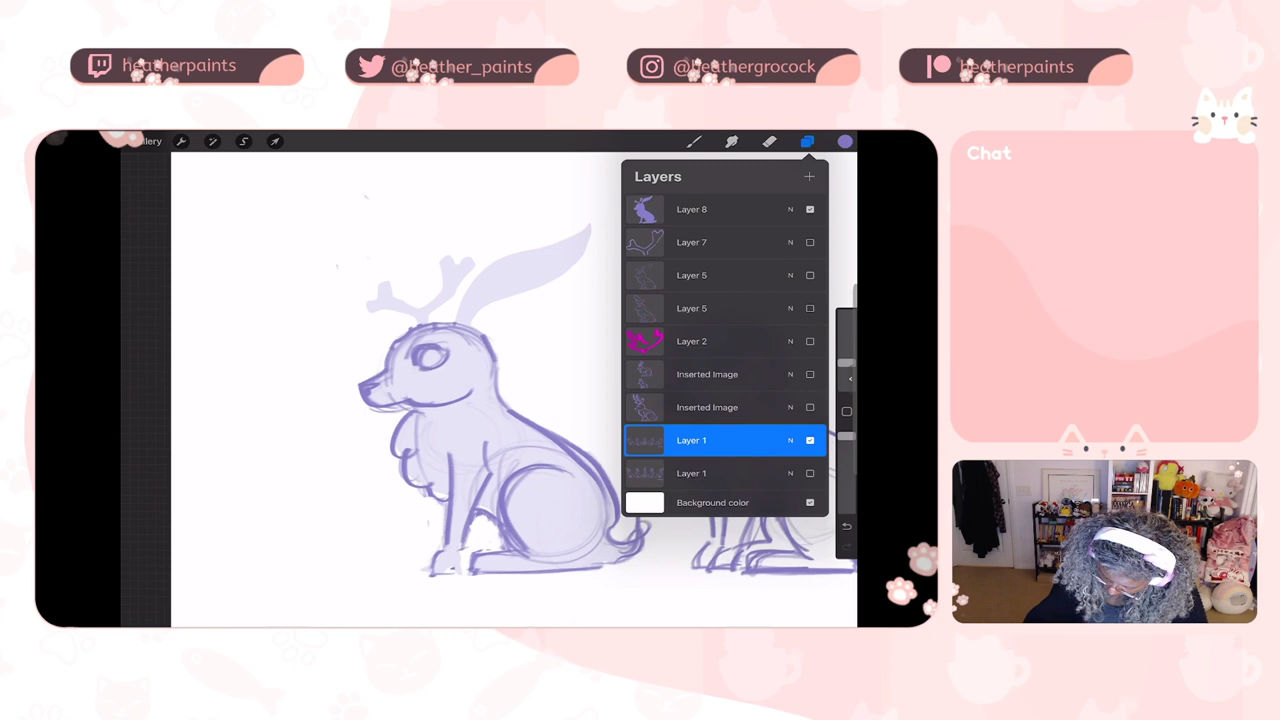 heatherpaints
@heather_paints
@heathergrocock
heatherpaints
Chat
Layers
Layer 8 N
Layer 7 N
Layer 5 N
Layer 5 N
Layer 2 N
Inserted Image N
Inserted Image N
Layer 1 N
Layer 1 N
Background color